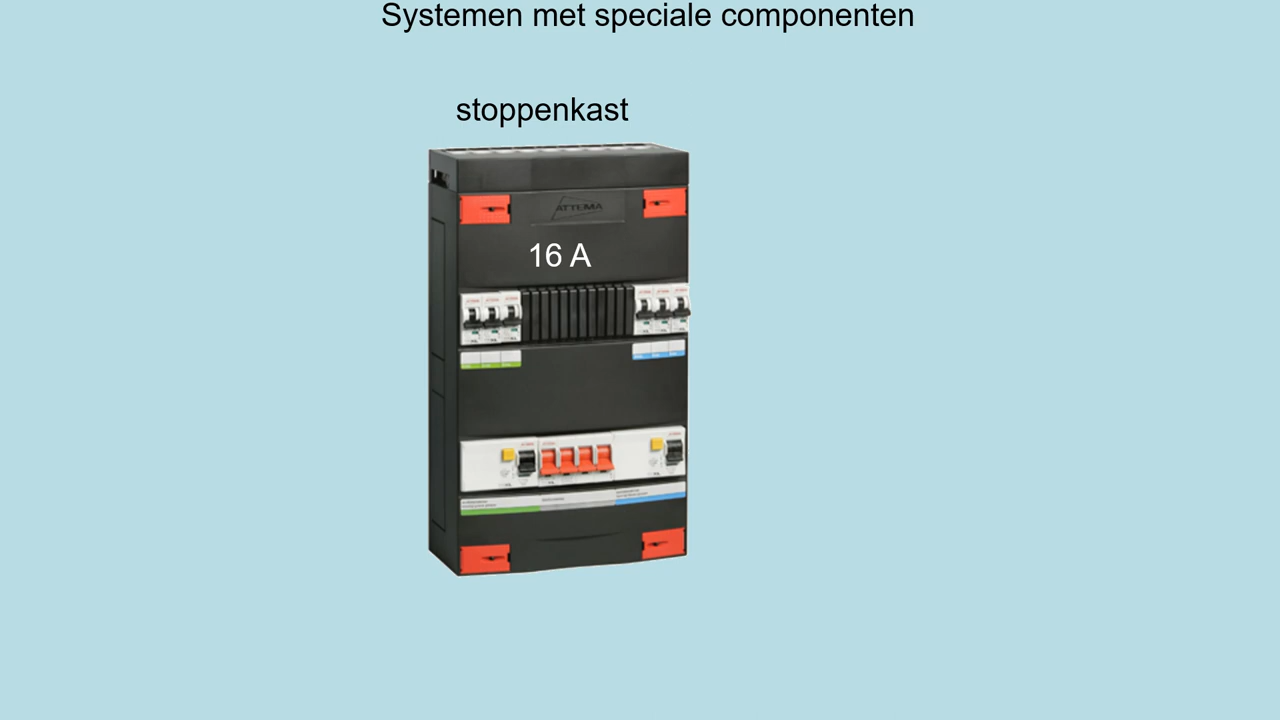 Systemen met speciale componenten
stoppenkast
ATTEMA
16 A